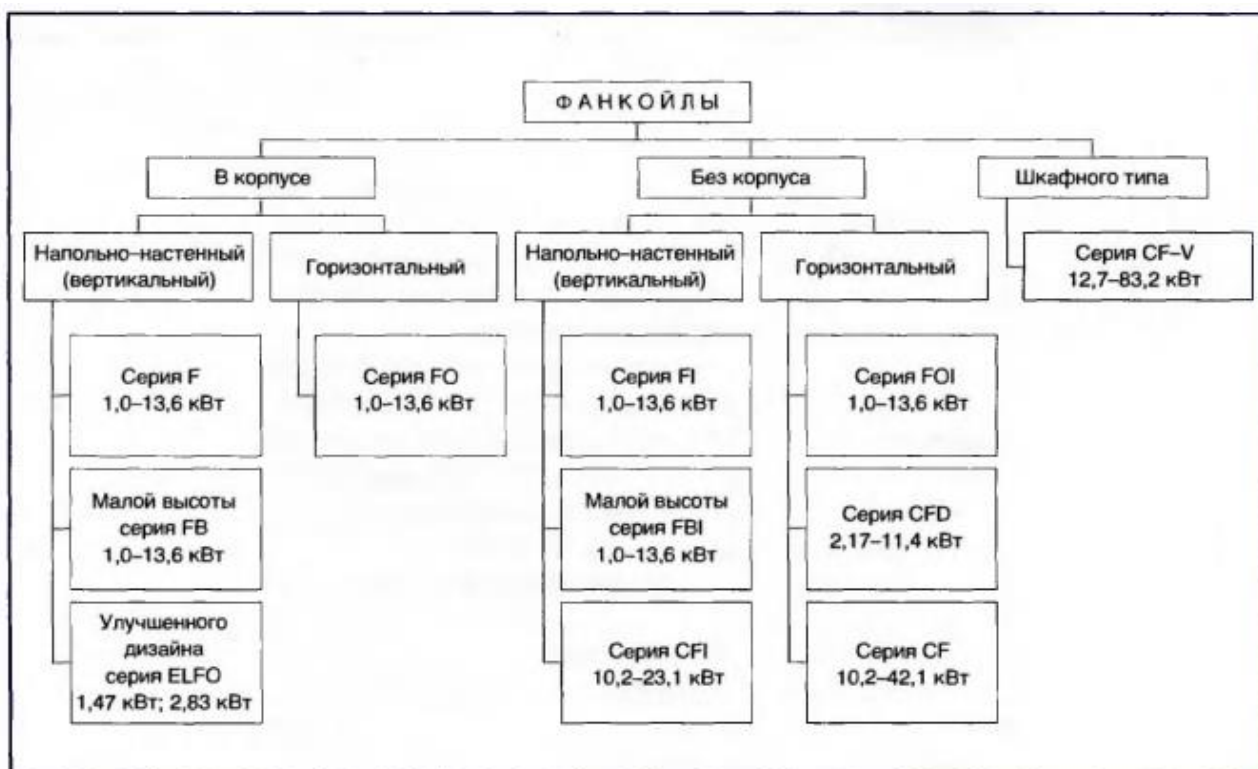 ФАНКОЙЛЫ
В корпусе
Без корпуса
Шкафного типа
Напольно-настенный
(вертикальный)
Горизонтальный
Напольно-настенный
(вертикальный)
Горизонтальный
Серия CF–V
12,7–83,2 кВт
Серия F
1,0–13,6 кВт
Серия FO
1,0–13,6 кВт
Серия FI
1,0–13,6 кВт
Серия FOI
1,0–13,6 кВт
Малой высоты
серия FB
1,0–13,6 кВт
Малой высоты
серия FBI
1,0–13,6 кВт
Серия CFD
2,17–11,4 кВт
Улучшенного
дизайна
серия ELFO
1,47 кВт; 2,83 кВт
Серия CFI
10,2–23,1 кВт
Серия CF
10,2–42,1 кВт